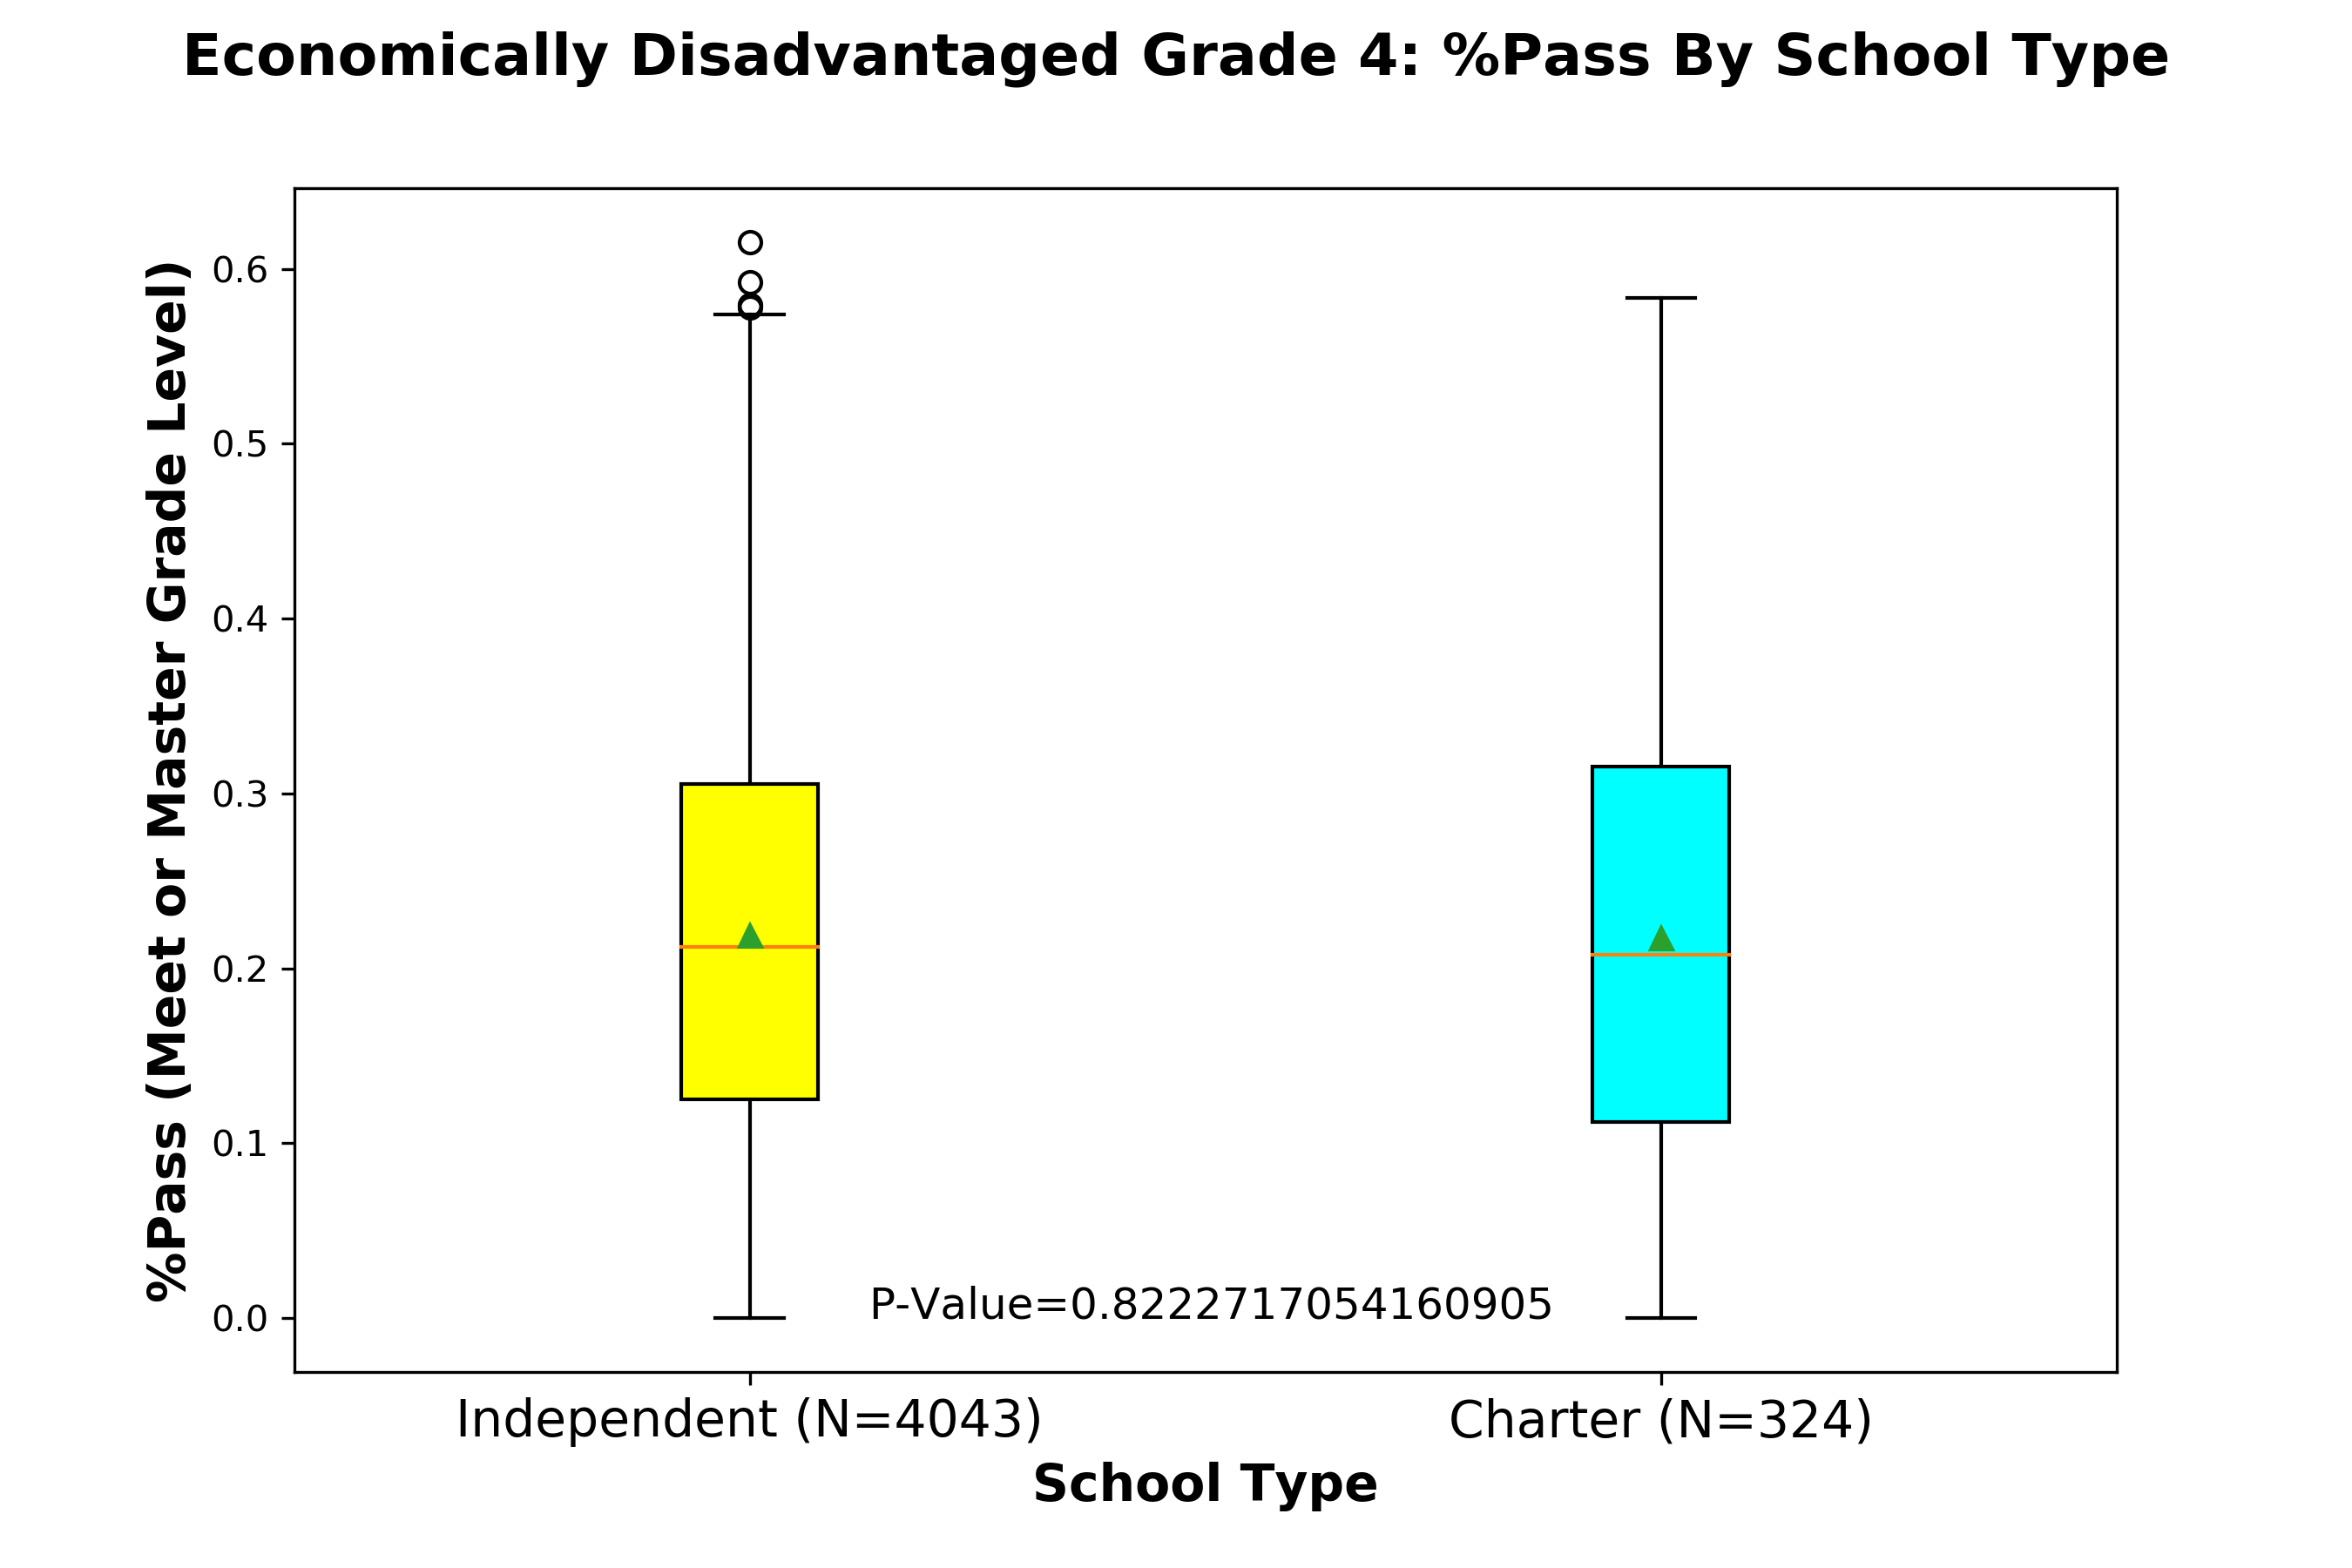 Economically Disadvantaged Grade 4: %Pass By School Type
%Pass (Meet or Master Grade Level)
0.6
0.5
0.4
0.3
0.2
0.1
0.0
P-Value=0.8222717054160905
Independent (N=4043)
Charter (N=324)
School Type